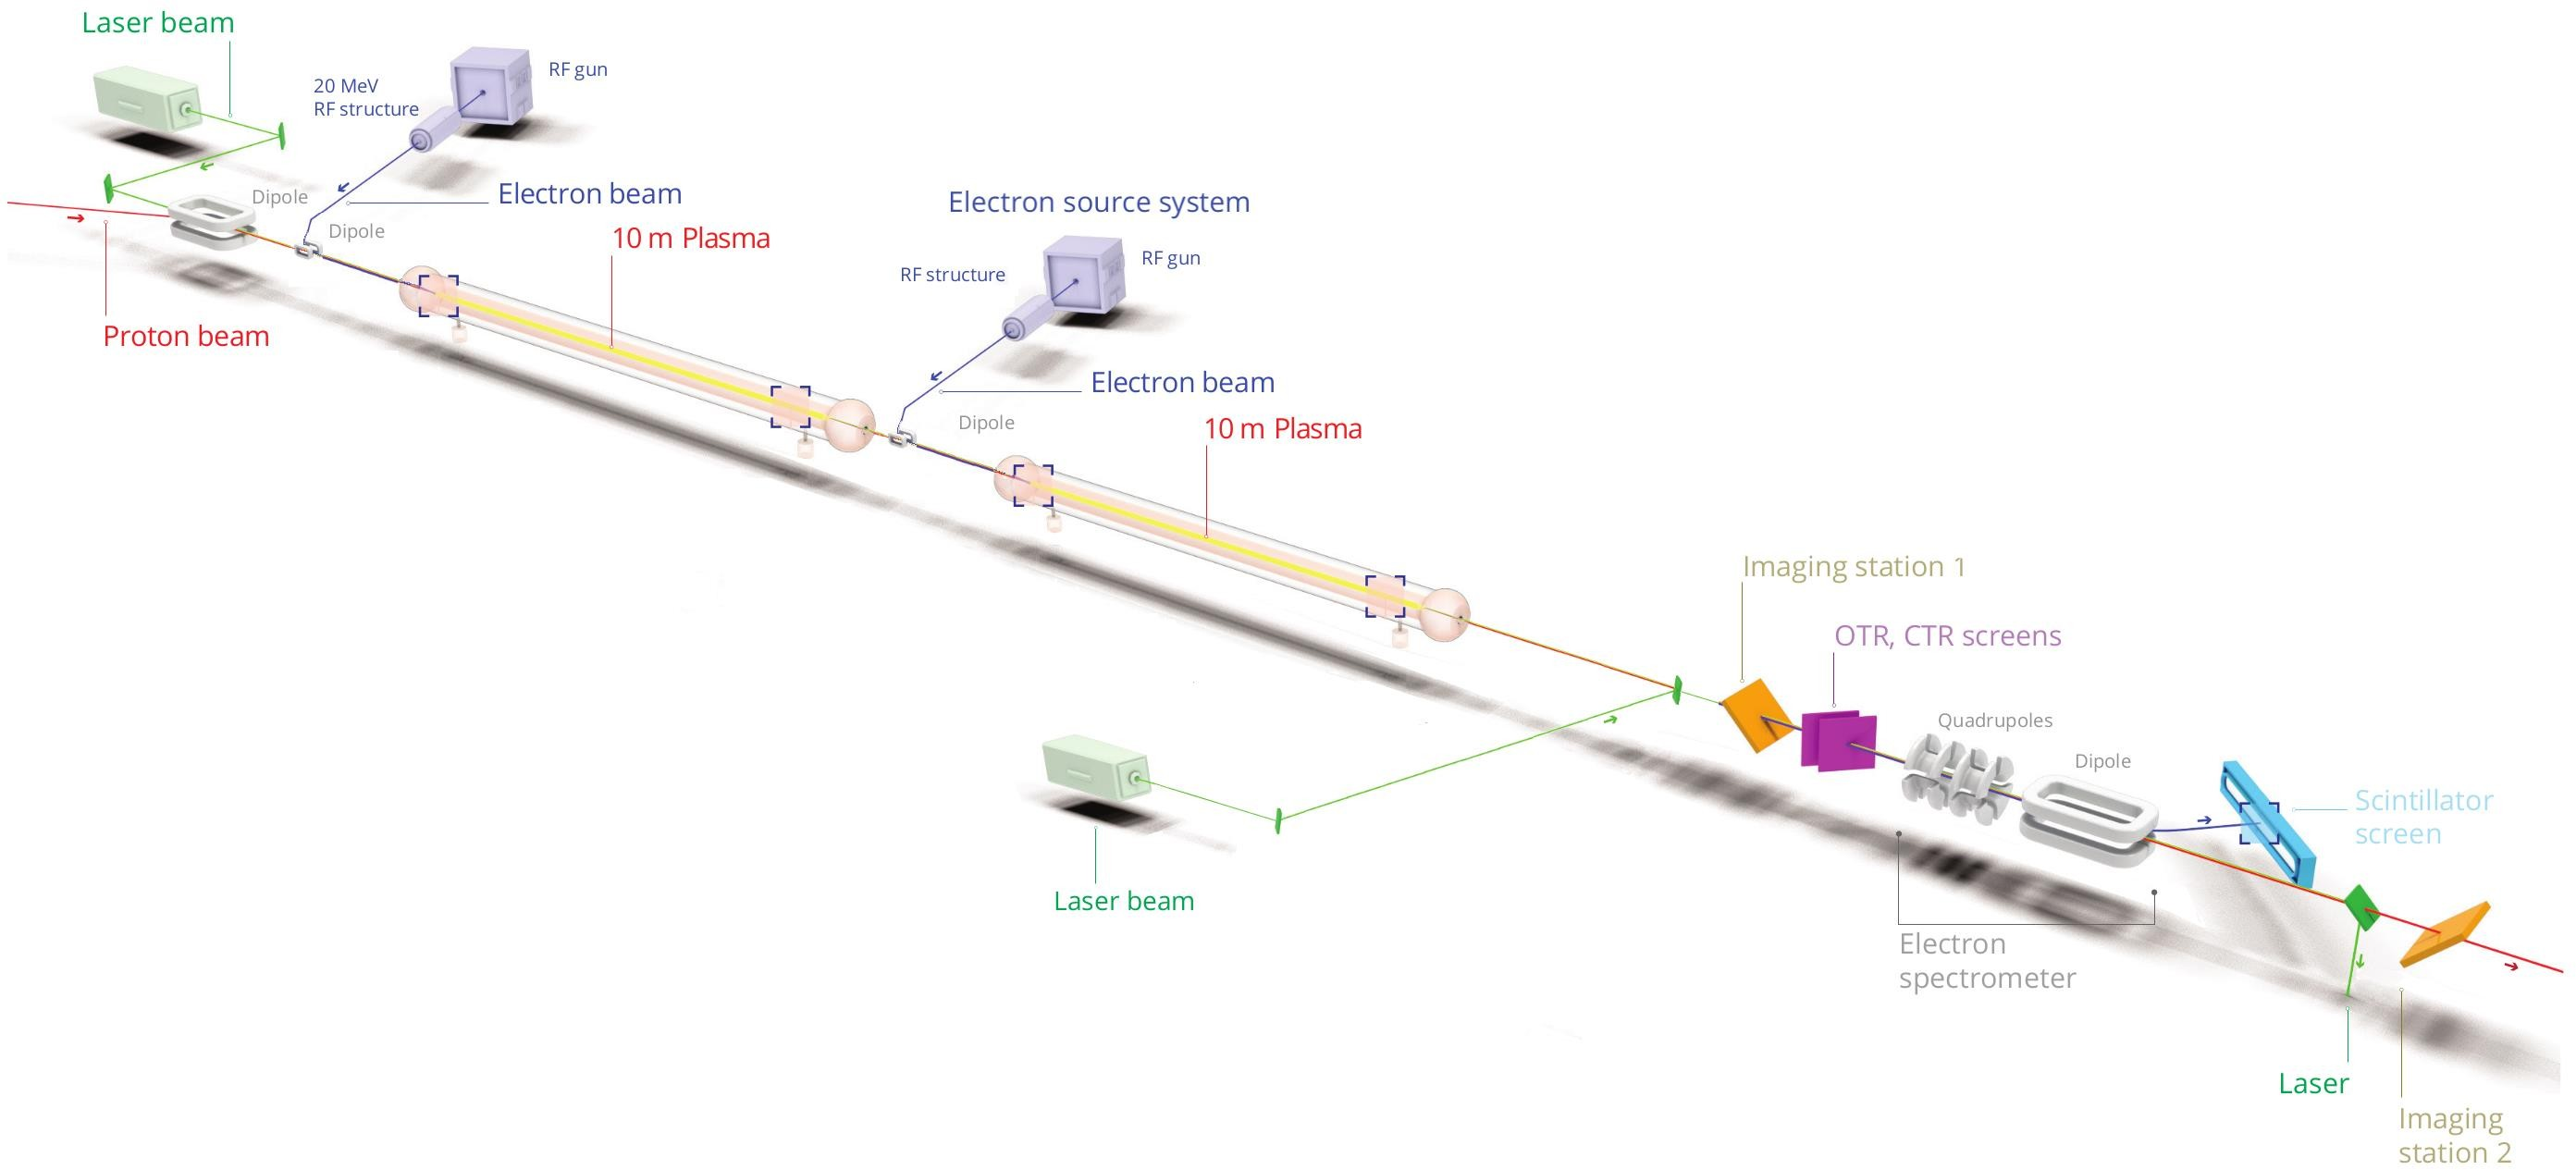 Laser beam
20 MeV
RF structure
RF gun
Dipole
Electron beam
Dipole
Proton beam
10 m Plasma
Electron source system
RF structure
RF gun
Electron beam
Dipole
10 m Plasma
Imaging station 1
OTR, CTR screens
Quadrupoles
Dipole
Scintillator
screen
Laser beam
Electron
spectrometer
Laser
Imaging
station 2